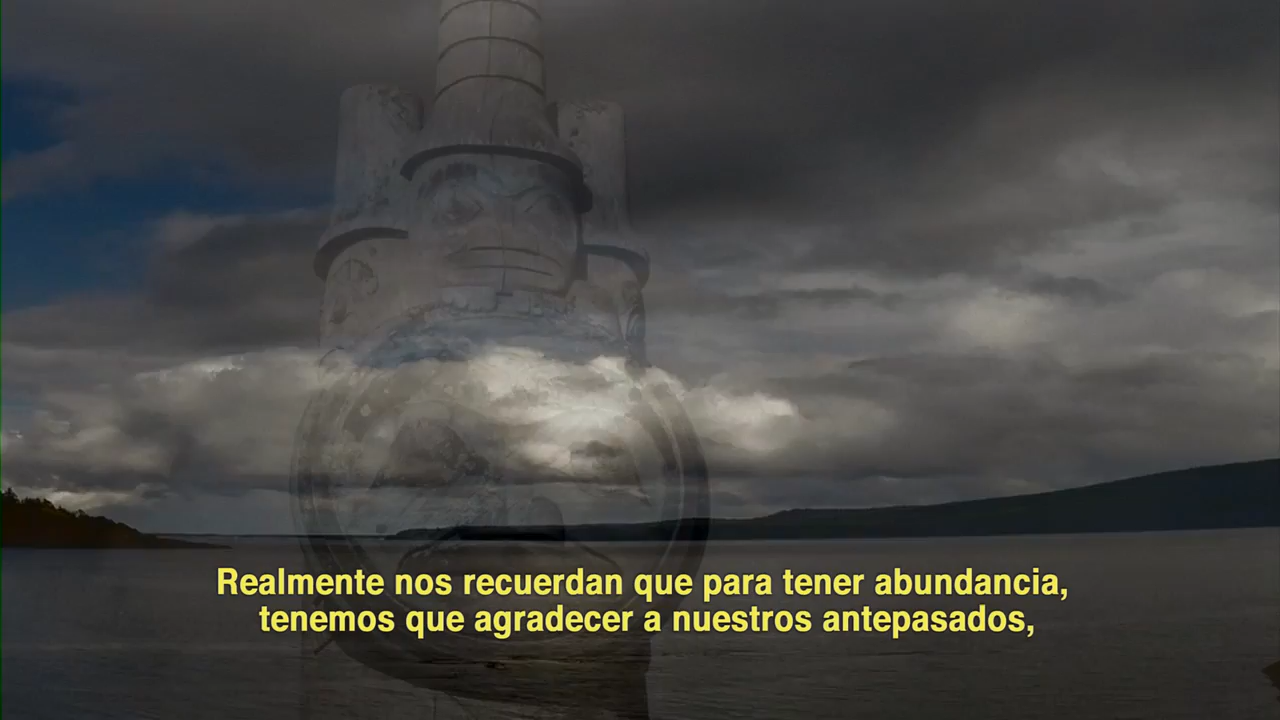 Realmente nos recuerdan que para tener abundancia,
tenemos que agradecer a nuestros antepasados,